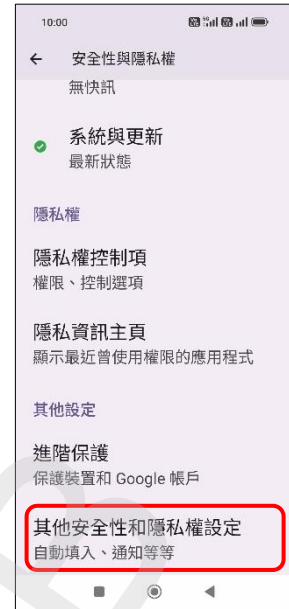 10:00
安全性與隱私權
無快訊
系統與更新
最新狀態
隱私權
隱私權控制項
權限、控制選項
隱私資訊主頁
顯示最近曾使用權限的應用程式
其他設定
進階保護
保護裝置和 Google 帳戶
其他安全性和隱私權設定
自動填入、通知等等